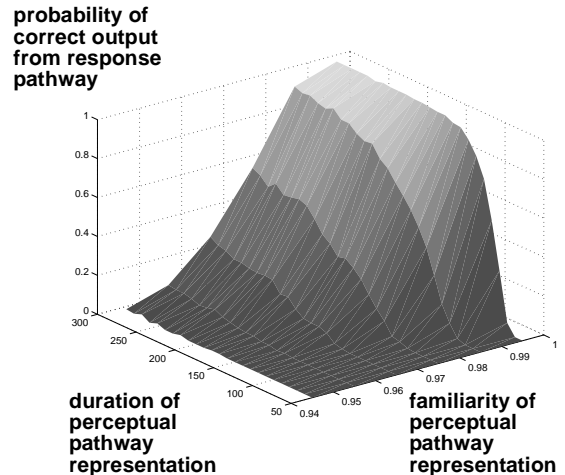 probability of
correct output
from response
pathway
1
0.8
0.6
0.4
0.2
0
300
250
200
150
100
50
0.94
0.95
0.96
0.97
0.98
0.99
1
duration of
perceptual
pathway
representation
familiarity of
perceptual
pathway
representation